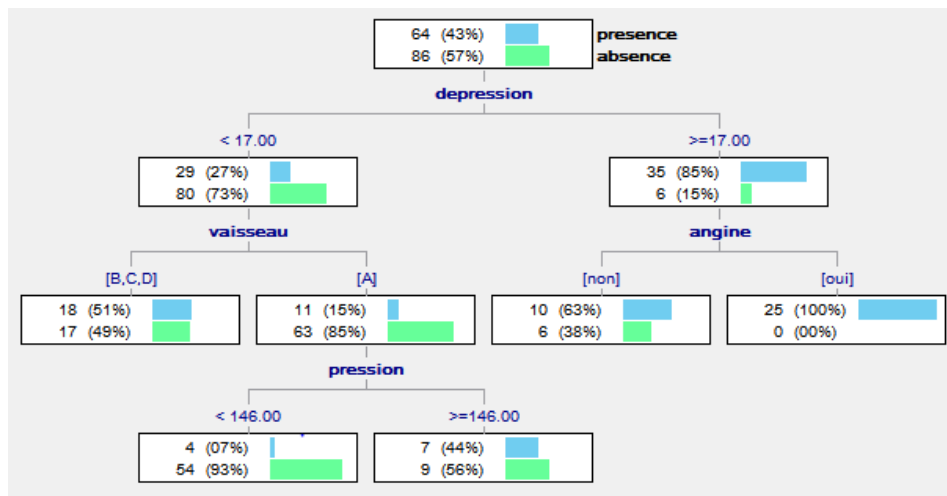 64 (43%) presence
86 (57%) absence
depression
< 17.00 >=17.00
29 (27%) 35 (85%)
80 (73%) 6 (15%)
vaisseau angine
[B,C,D] [A] [non] [oui]
18 (51%) 11 (15%) 10 (63%) 25 (100%)
17 (49%) 63 (85%) 6 (38%) 0 (00%)
pression
< 146.00 >=146.00
4 (07%) 7 (44%)
54 (93%) 9 (56%)